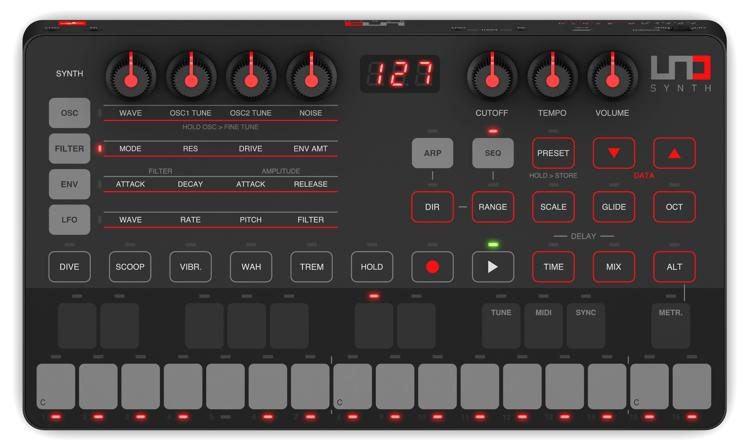 SYNTH
127
UNO
SYNTH
CUTOFF TEMPO VOLUME
OSC WAVE OSC1 TUNE OSC2 TUNE NOISE
HOLD OSC > FINE TUNE
FILTER MODE RES DRIVE ENV AMT
ARP SEQ PRESET
HOLD > STORE DATA
FILTER AMPLITUDE
ENV ATTACK DECAY ATTACK RELEASE
DIR RANGE SCALE GLIDE OCT
LFO WAVE RATE PITCH FILTER
DELAY
DIVE SCOOP VIBR. WAH TREM HOLD TIME MIX ALT
TUNE MIDI SYNC METR.
C C C